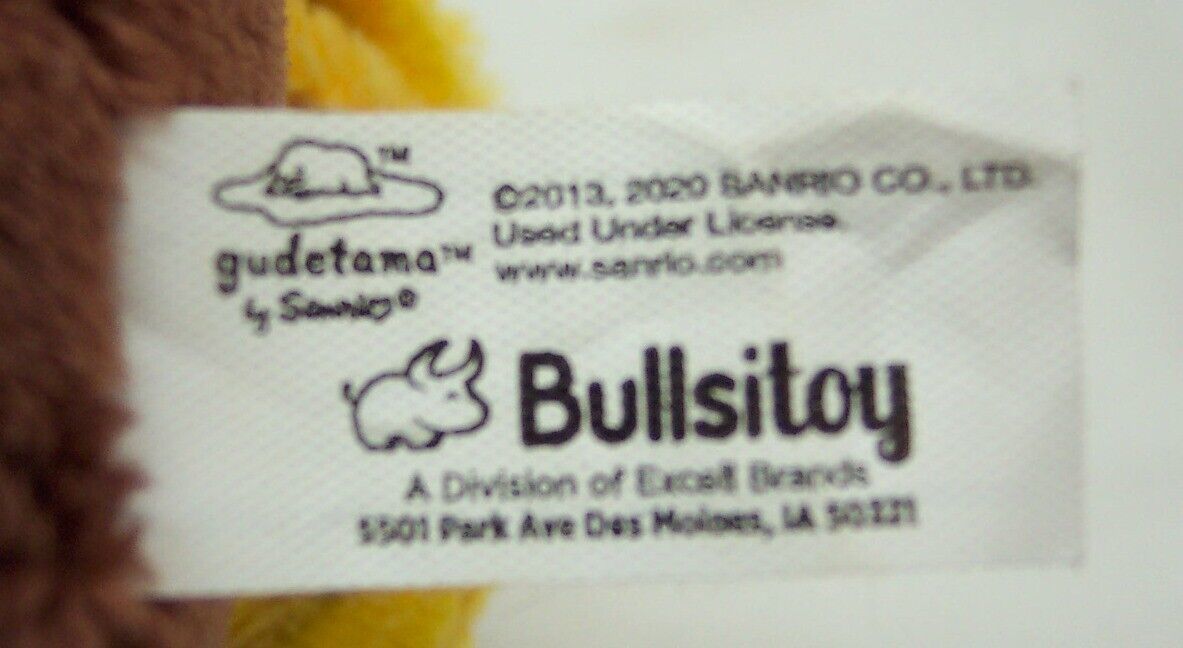 TM
gudetama™
by Sanrio®
©2013, 2020 SANRIO CO., LTD.
Used Under License.
www.sanrio.com
Bullsitoy
A Division of Excell Brands
5501 Park Ave Des Moines, IA 50321